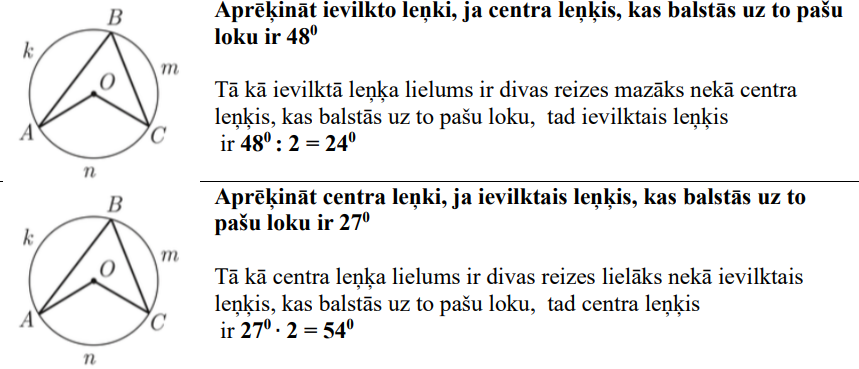 B
k
m
O
A
C
n
Aprēķināt ievilkto leņķi, ja centra leņķis, kas balstās uz to pašu
loku ir 48⁰
Tā kā ievilktā leņķa lielums ir divas reizes mazāks nekā centra
leņķis, kas balstās uz to pašu loku, tad ievilktais leņķis
ir 48⁰ : 2 = 24⁰
B
k
m
O
A
C
n
Aprēķināt centra leņķi, ja ievilktais leņķis, kas balstās uz to
pašu loku ir 27⁰
Tā kā centra leņķa lielums ir divas reizes lielāks nekā ievilktais
leņķis, kas balstās uz to pašu loku, tad centra leņķis
ir 27⁰ · 2 = 54⁰